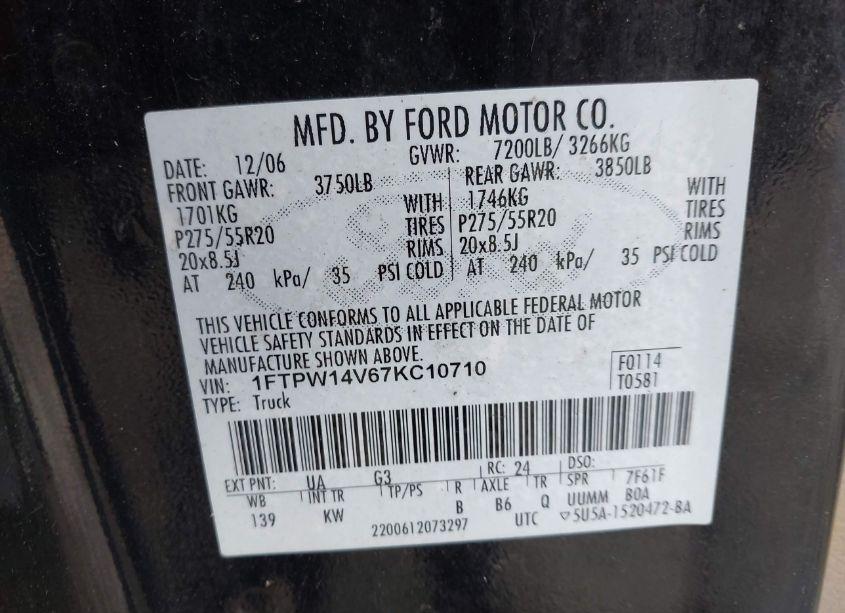 MFD. BY FORD MOTOR CO.
DATE: 12/06 GVWR: 7200LB/ 3266KG
FRONT GAWR: 3750LB REAR GAWR: 3850LB
1701KG WITH 1746KG WITH
P275/55R20 TIRES P275/55R20 TIRES
20x8.5J RIMS 20x8.5J RIMS
AT 240 kPa/ 35 PSI COLD AT 240 kPa/ 35 PSI COLD
THIS VEHICLE CONFORMS TO ALL APPLICABLE FEDERAL MOTOR
VEHICLE SAFETY STANDARDS IN EFFECT ON THE DATE OF
MANUFACTURE SHOWN ABOVE.
VIN: 1FTPW14V67KC10710 F0114
TYPE: Truck T0581
EXT PNT: UA G3 RC: 24 DSO:
WB INT TR TP/PS R AXLE TR SPR 7F61F
139 KW B B6 Q UUMM BOA
2200612073297 UTC ▽5U5A-1520472-BA